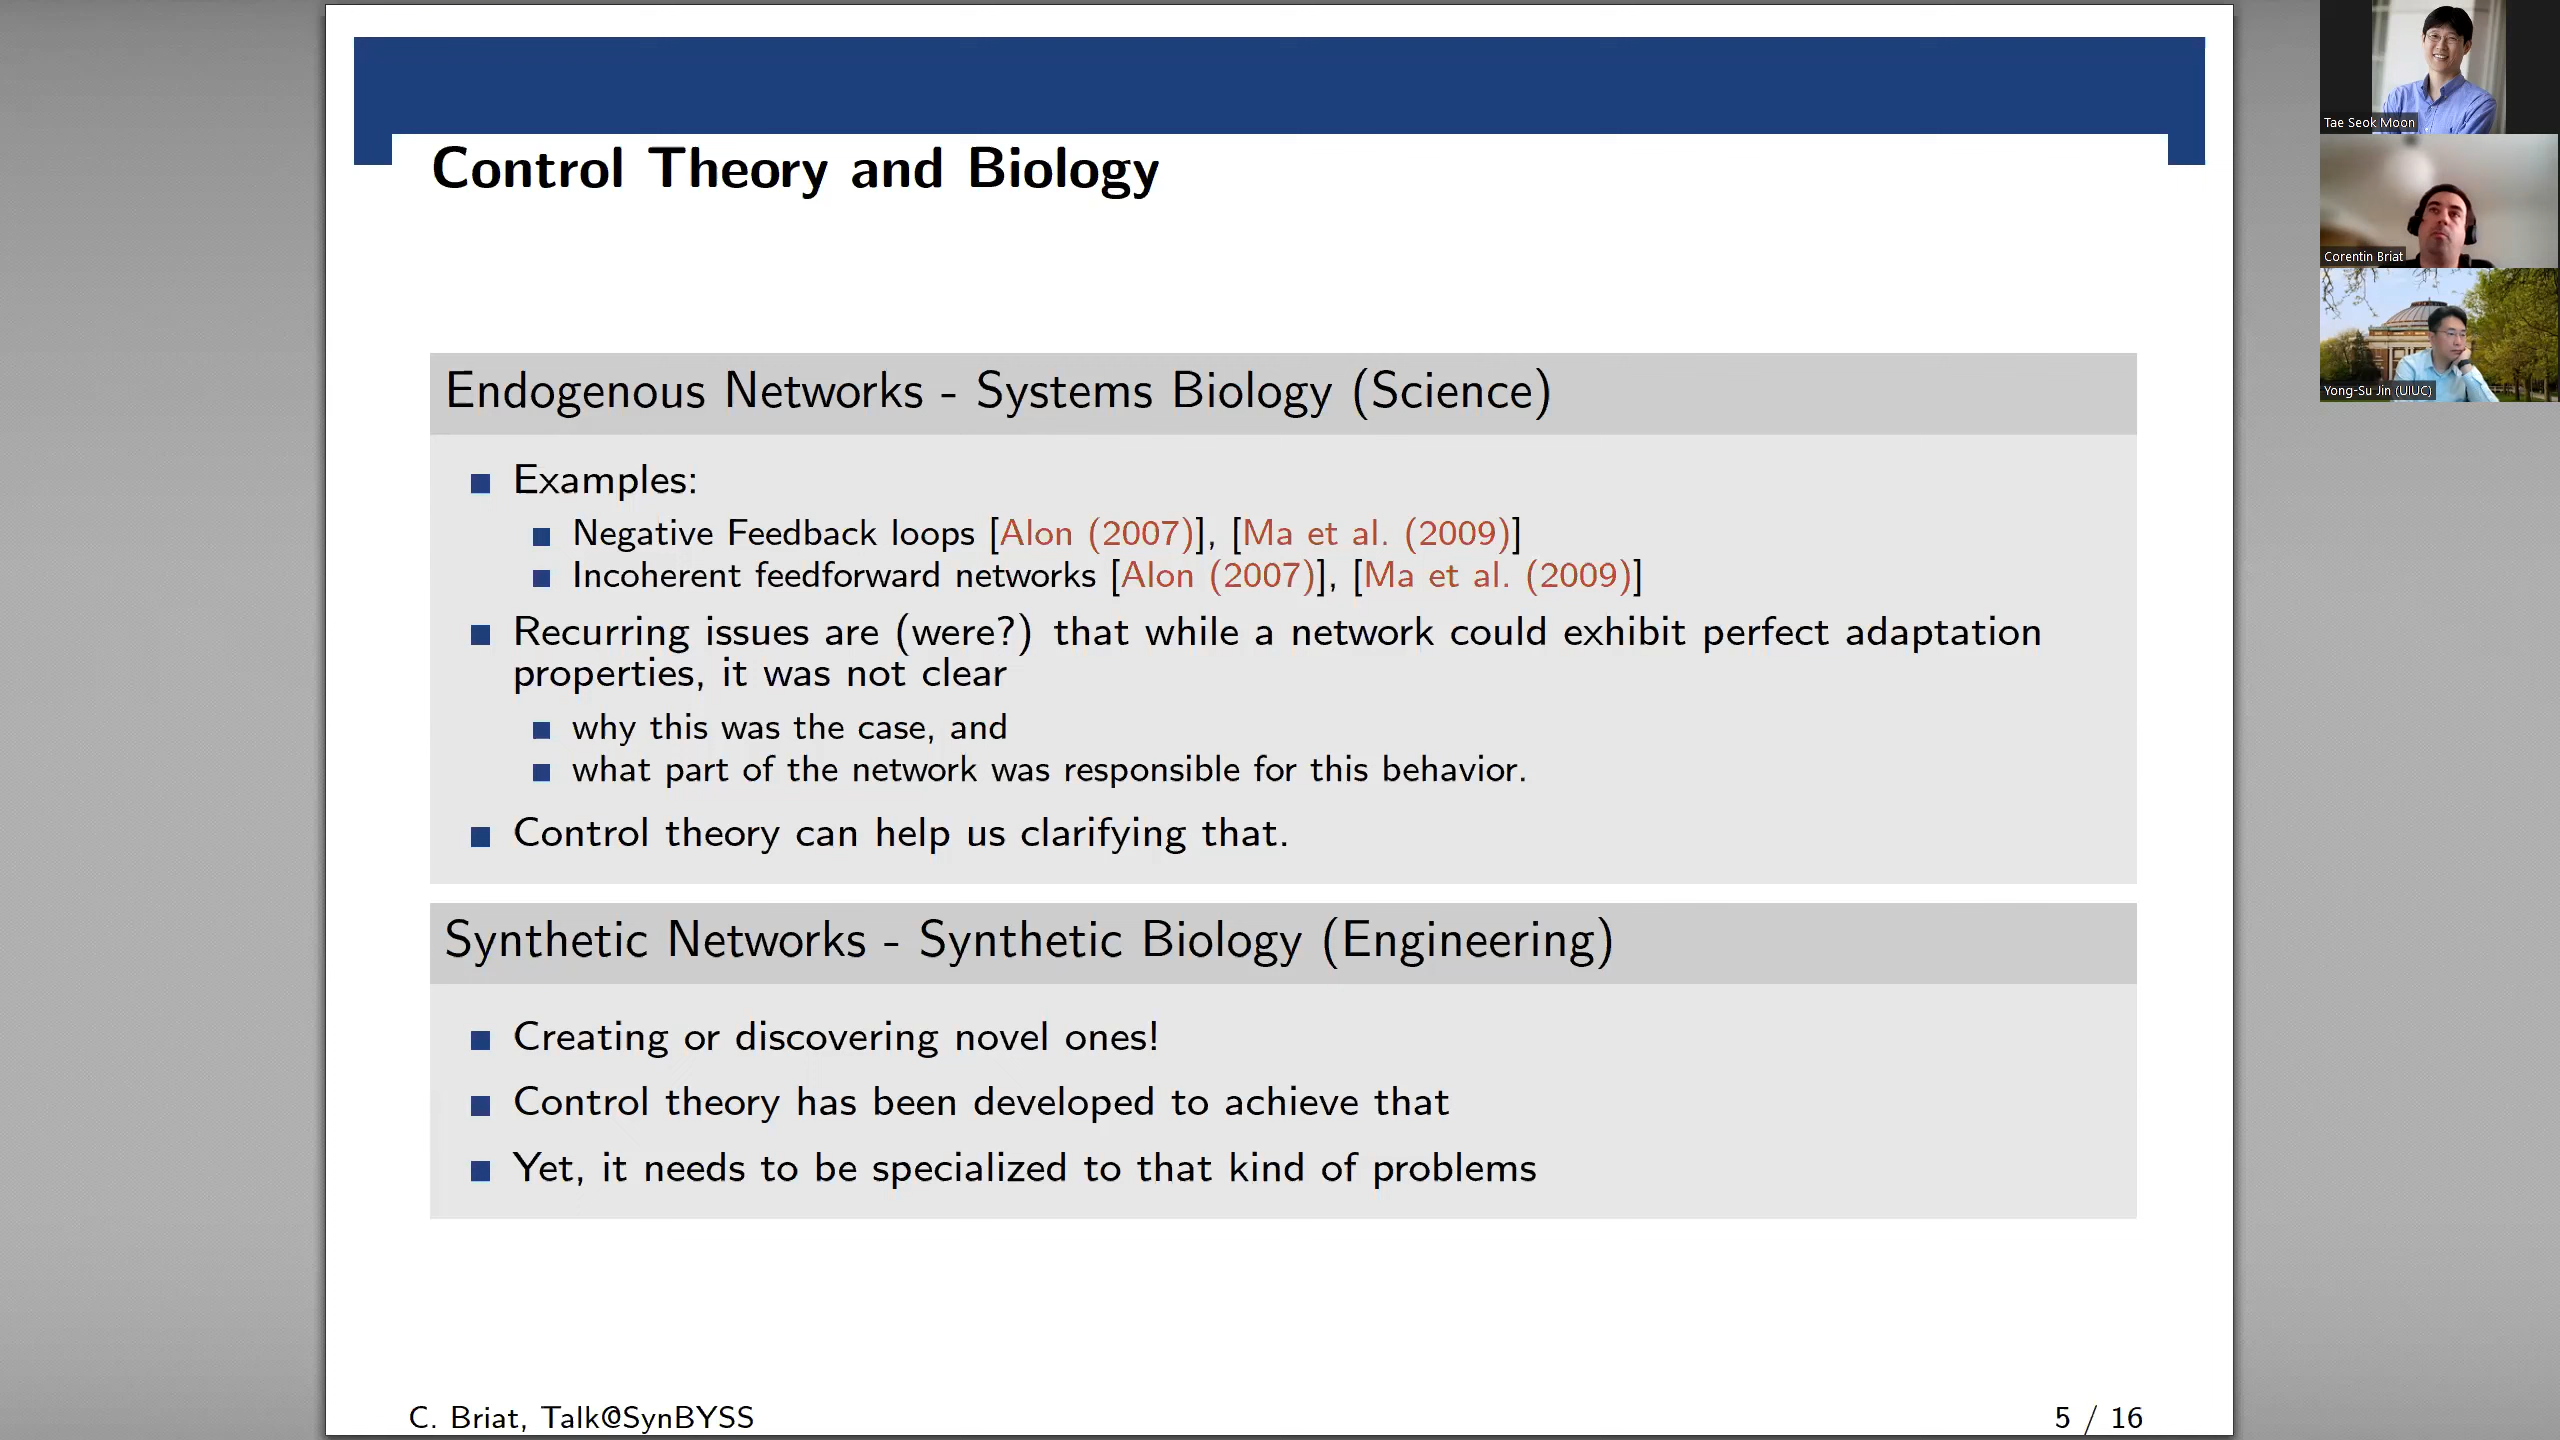 Control Theory and Biology
Endogenous Networks - Systems Biology (Science)
Examples:
Negative Feedback loops [Alon (2007)], [Ma et al. (2009)]
Incoherent feedforward networks [Alon (2007)], [Ma et al. (2009)]
Recurring issues are (were?) that while a network could exhibit perfect adaptation
properties, it was not clear
why this was the case, and
what part of the network was responsible for this behavior.
Control theory can help us clarifying that.
Synthetic Networks - Synthetic Biology (Engineering)
Creating or discovering novel ones!
Control theory has been developed to achieve that
Yet, it needs to be specialized to that kind of problems
C. Briat, Talk@SynBYSS
5 / 16
Tae Seok Moon
Corentin Briat
Yong-Su Jin (UIUC)